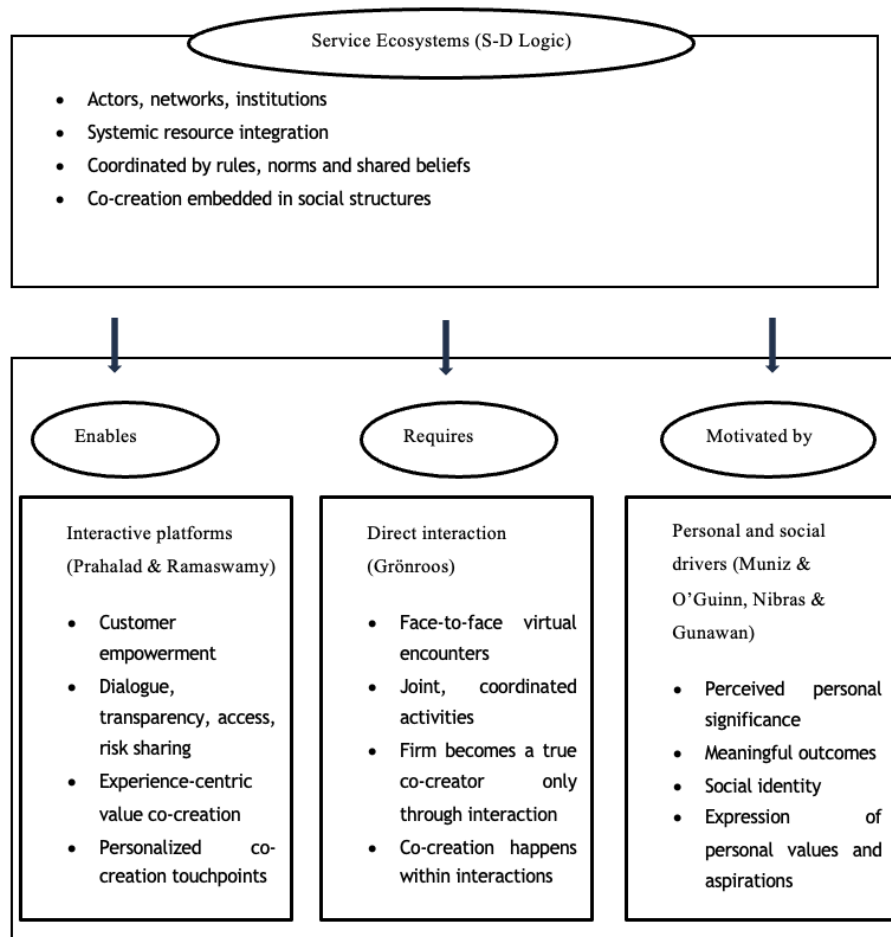 Service Ecosystems (S-D Logic)
• Actors, networks, institutions
• Systemic resource integration
• Coordinated by rules, norms and shared beliefs
• Co-creation embedded in social structures
Enables
Interactive platforms
(Prahalad & Ramaswamy)
• Customer
empowerment
• Dialogue,
transparency, access,
risk sharing
• Experience-centric
value co-creation
• Personalized co-
creation touchpoints
Requires
Direct interaction
(Grönroos)
• Face-to-face virtual
encounters
• Joint, coordinated
activities
• Firm becomes a true
co-creator only
through interaction
• Co-creation happens
within interactions
Motivated by
Personal and social
drivers (Muniz &
O’Guinn, Nibras &
Gunawan)
• Perceived personal
significance
• Meaningful outcomes
• Social identity
• Expression of
personal values and
aspirations